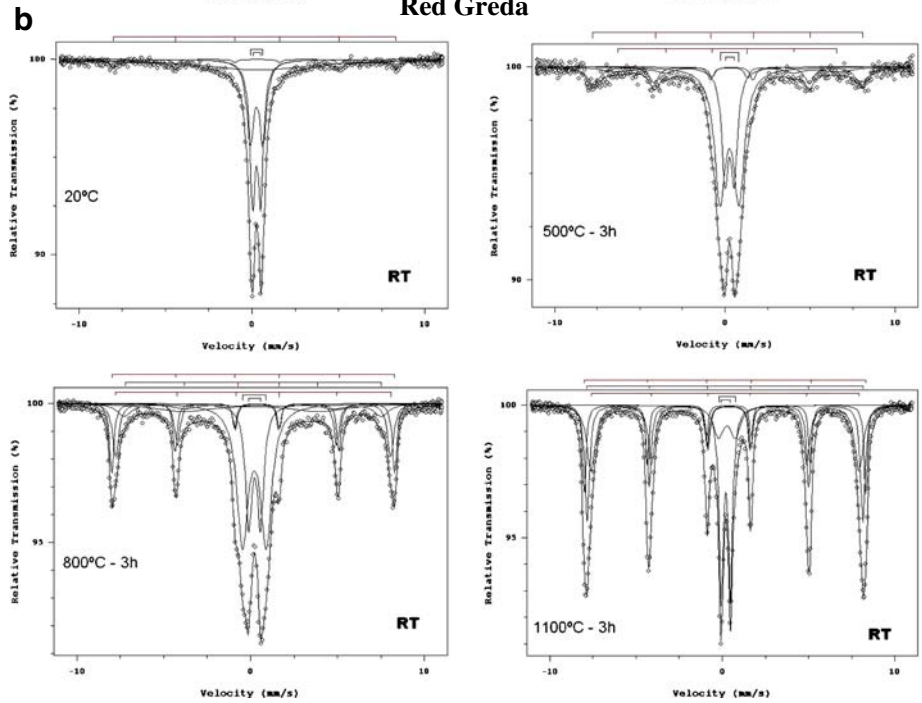 b
Red Greda
100
90
Relative Transmission (%)
20ºC
RT
-10
0
10
Velocity (mm/s)
100
90
Relative Transmission (%)
500ºC - 3h
RT
-10
0
10
Velocity (mm/s)
100
95
Relative Transmission (%)
800ºC - 3h
RT
-10
0
10
Velocity (mm/s)
100
95
Relative Transmission (%)
1100ºC - 3h
RT
-10
0
10
Velocity (mm/s)